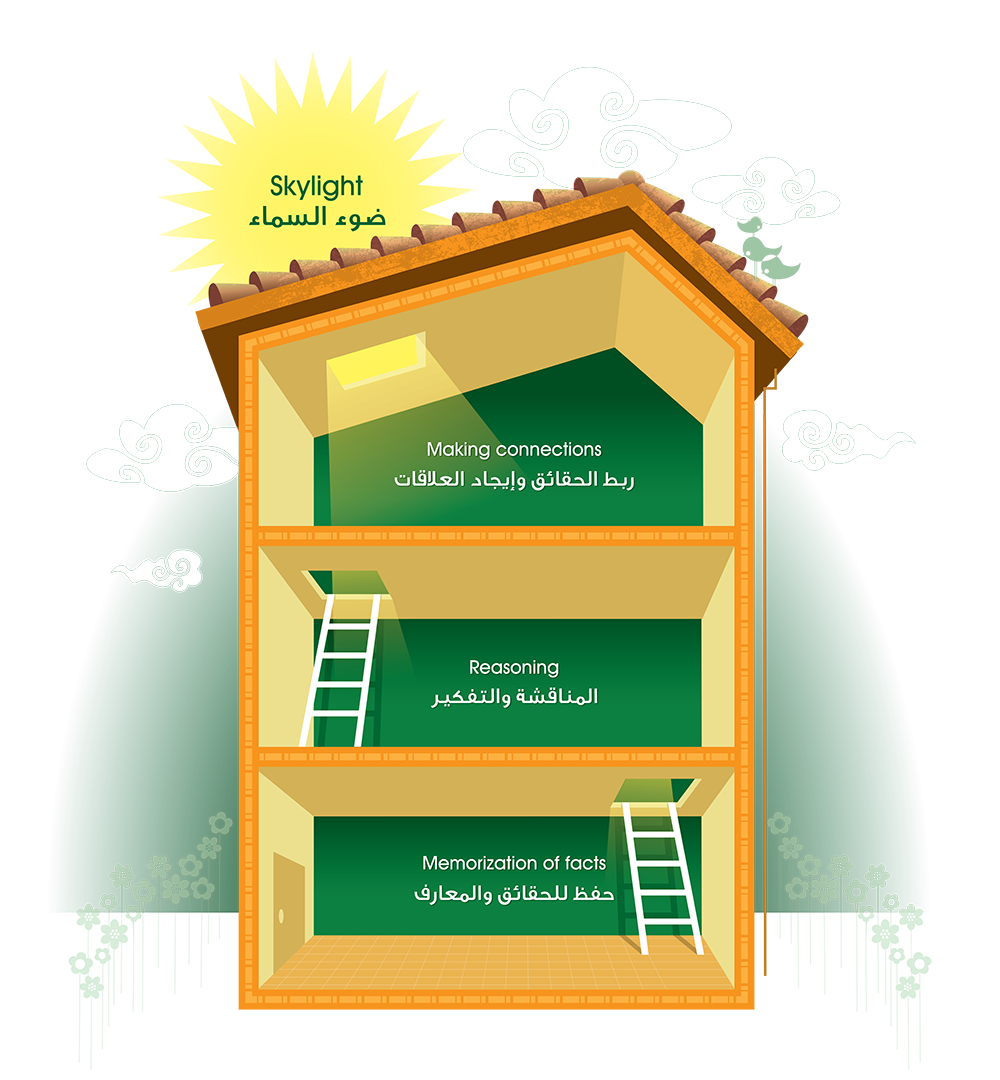 Skylight
ضوء السماء
Making connections
ربط الحقائق وإيجاد العلاقات
Reasoning
المناقشة والتفكير
Memorization of facts
حفظ للحقائق والمعارف